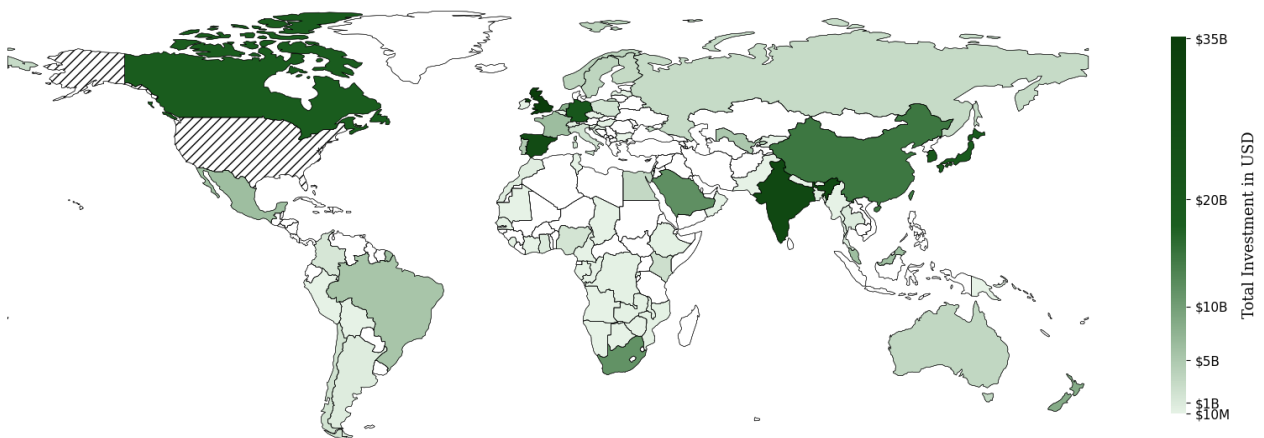 $35B
$20B
$10B
$5B
$1B
$10M
Total Investment in USD